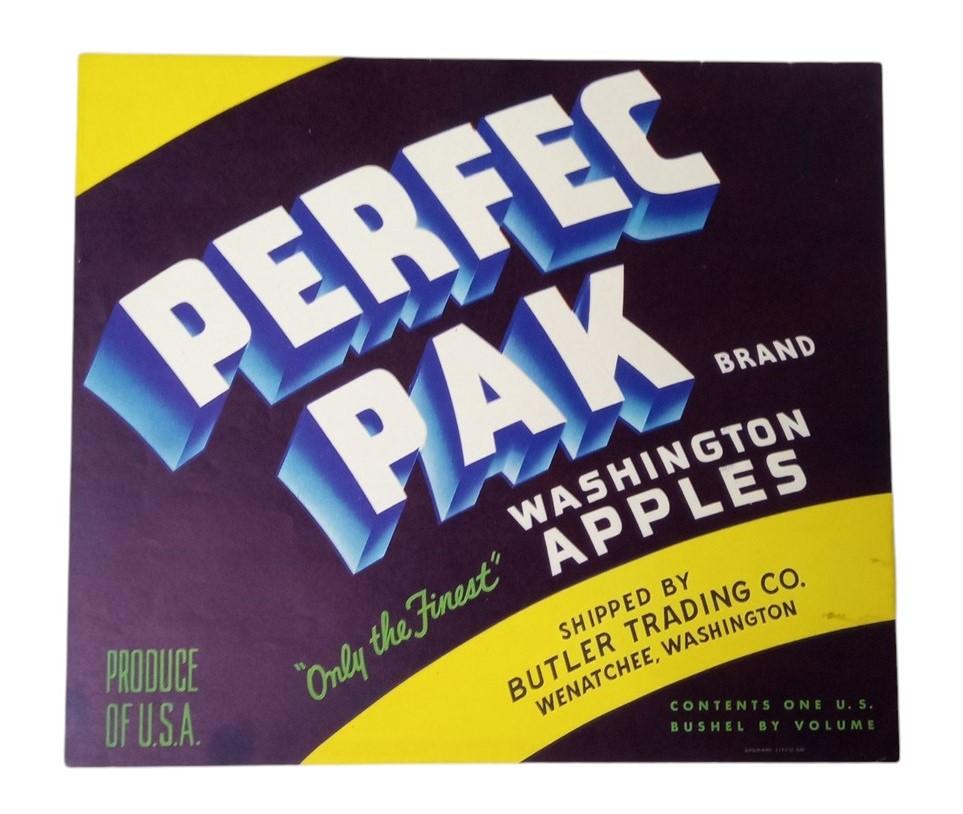 PERFEC
PAK
BRAND
WASHINGTON
APPLES
"Only the Finest"
SHIPPED BY
BUTLER TRADING CO.
WENATCHEE, WASHINGTON
PRODUCE
OF U.S.A.
CONTENTS ONE U.S.
BUSHEL BY VOLUME